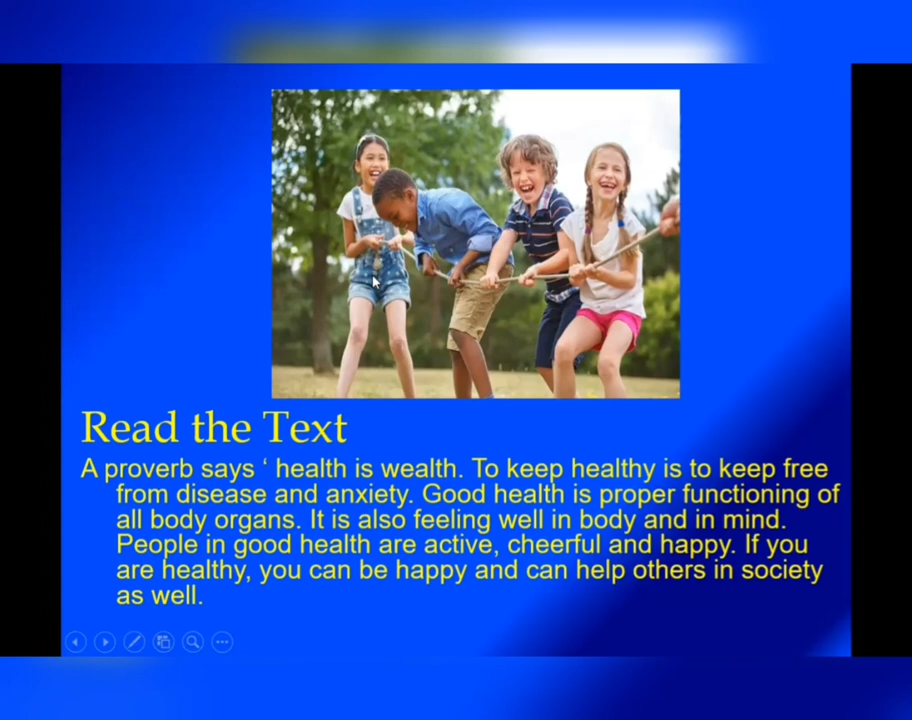 Read the Text
A proverb says ‘ health is wealth. To keep healthy is to keep free
from disease and anxiety. Good health is proper functioning of
all body organs. It is also feeling well in body and in mind.
People in good health are active, cheerful and happy. If you
are healthy, you can be happy and can help others in society
as well.